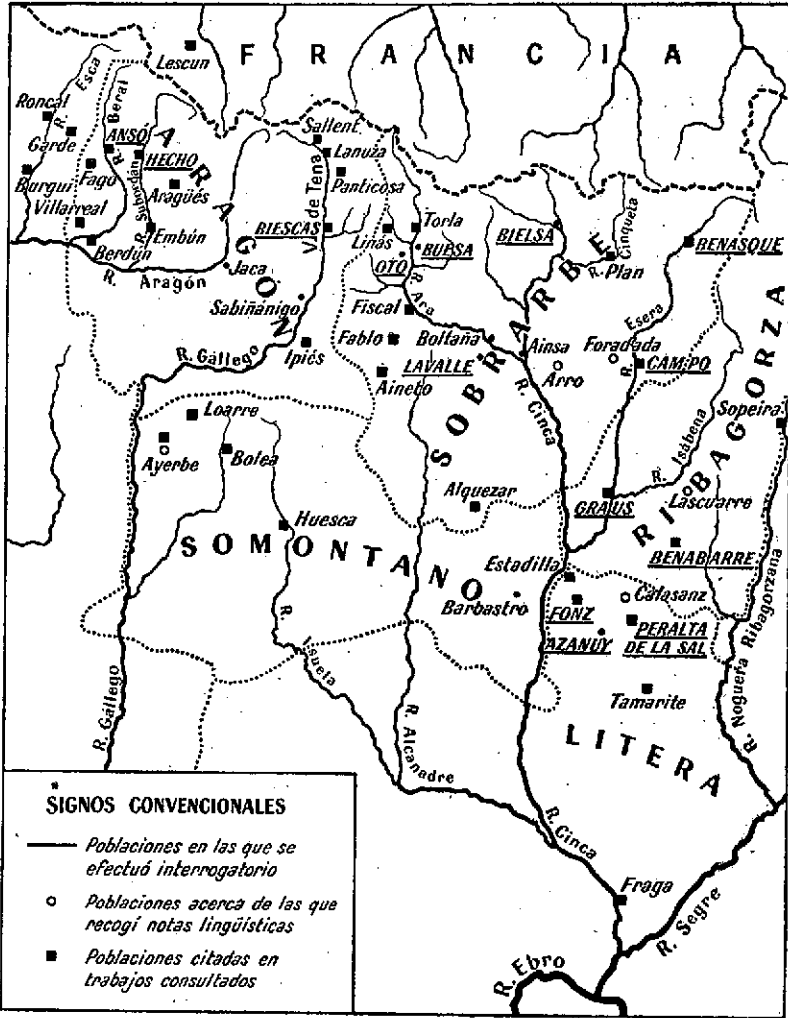 FRANCIA
Lescun
Roncal
R. Esca
Garde
R. Beral
ANSÓ
HECHO
Burgui
Fago
R. Subordán
Aragüés
Villarreal
Embún
Berdún
R. Aragón
Jaca
ARAGON
Sallent
Lanuza
Panticosa
V. de Tena
BIESCAS
Linás
Torla
BUESA
OTO
R. Ara
BIELSA
R. Cinqueta
Plan
BENASQUE
Sabiñánigo
Fiscal
Fablo
Boltaña
LAVALLE
Aineto
Ainsa
Arro
Foradada
R. Esera
CAMPO
R. Gállego
Ipiés
SOBRARBE
R. Cinca
RIBAGORZA
Sopeira
R. Isábena
Loarre
Ayerbe
Bolea
Alquezar
GRAUS
Lascuarre
Huesca
BENABARRE
SOMONTANO
Estadilla
Barbastro
FONZ
Calasanz
AZANUY
PERALTA
DE LA SAL
R. Noguera Ribagorzana
R. Isuela
Tamarite
R. Gállego
R. Alcanadre
LITERA
R. Cinca
Fraga
R. Segre
R. Ebro
SIGNOS CONVENCIONALES
Poblaciones en las que se
efectuó interrogatorio
Poblaciones acerca de las que
recogí notas lingüísticas
Poblaciones citadas en
trabajos consultados